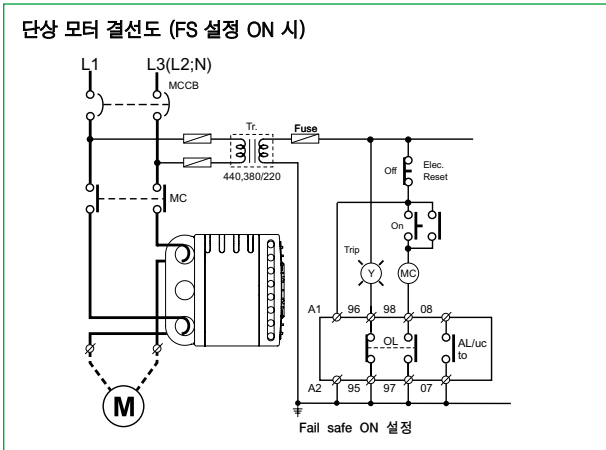 단상 모터 결선도 (FS 설정 ON 시)
L1 L3(L2;N)
MCCB
Tr. Fuse
440,380/220
Off Elec.
Reset
MC
On
Trip
Y MC
A1 96 98 08
OL AL/uc
to
A2 95 97 07
M
Fail safe ON 설정